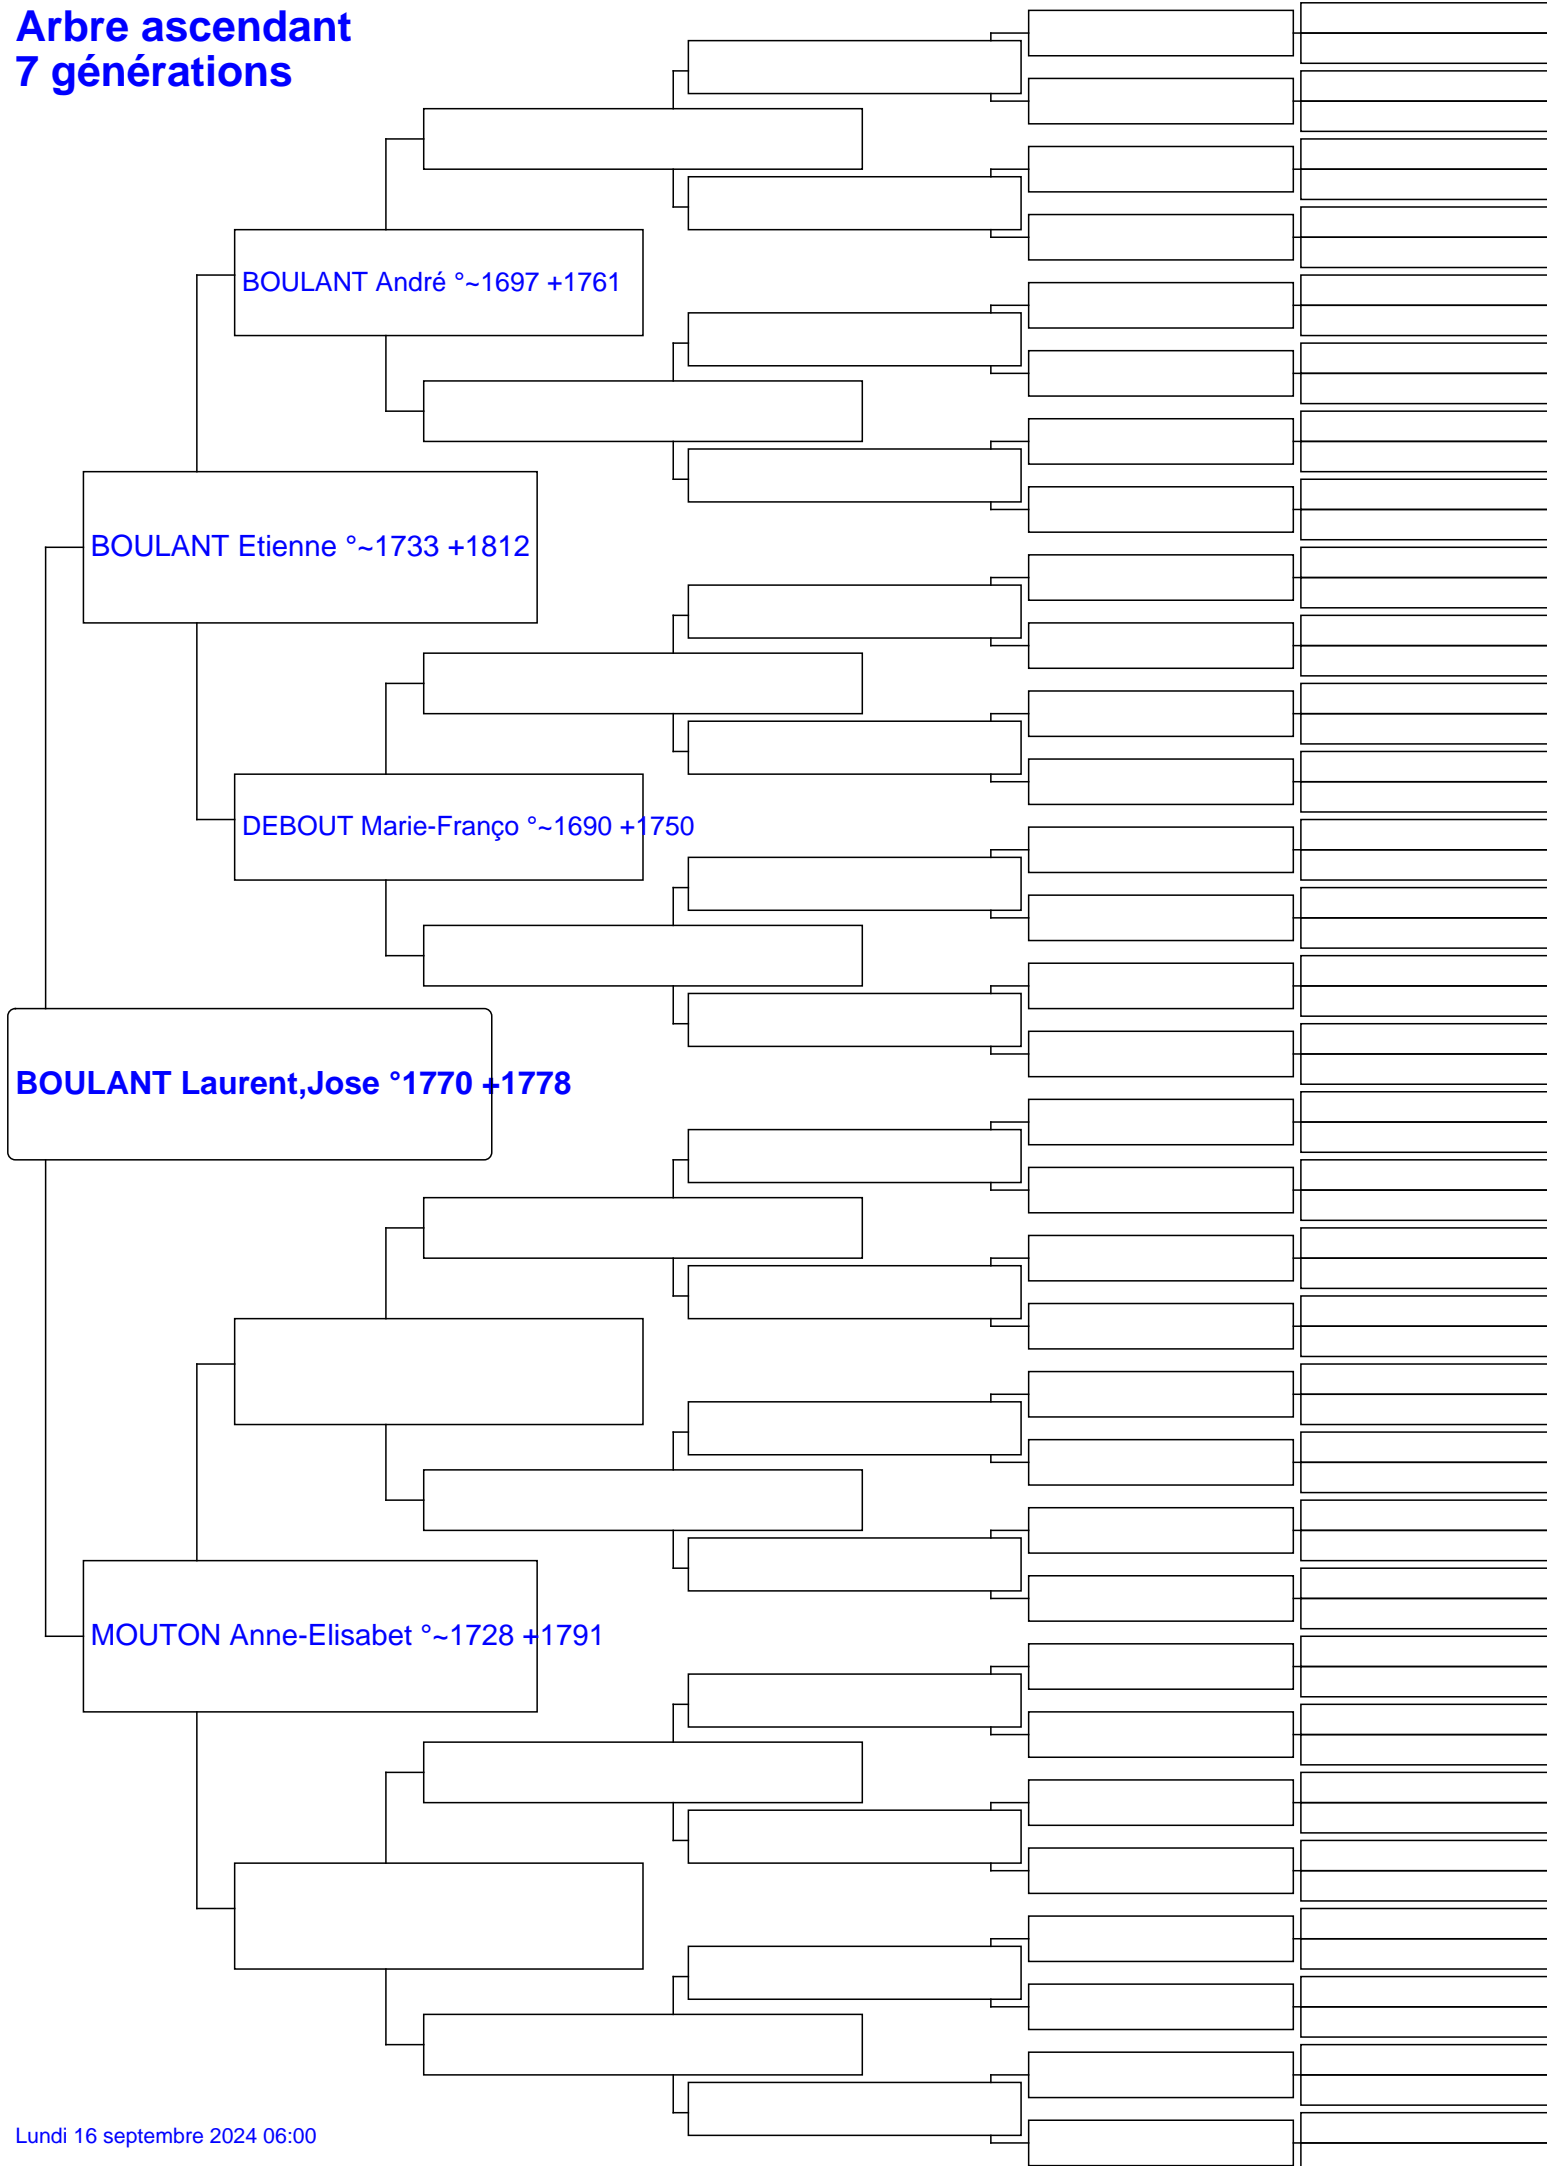 Arbre ascendant
7 générations
BOULANT André °~1697 +1761
BOULANT Etienne °~1733 +1812
DEBOUT Marie-Franço °~1690 +1750
BOULANT Laurent,Jose °1770 +1778
MOUTON Anne-Elisabet °~1728 +1791
Lundi 16 septembre 2024 06:00